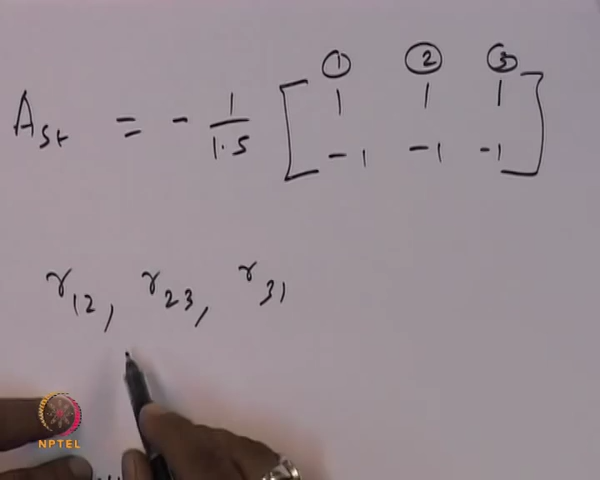 ① ② ③
A_st = - 1/1.5 [ 1 1 1
-1 -1 -1 ]
r_12, r_23, r_31
NPTEL